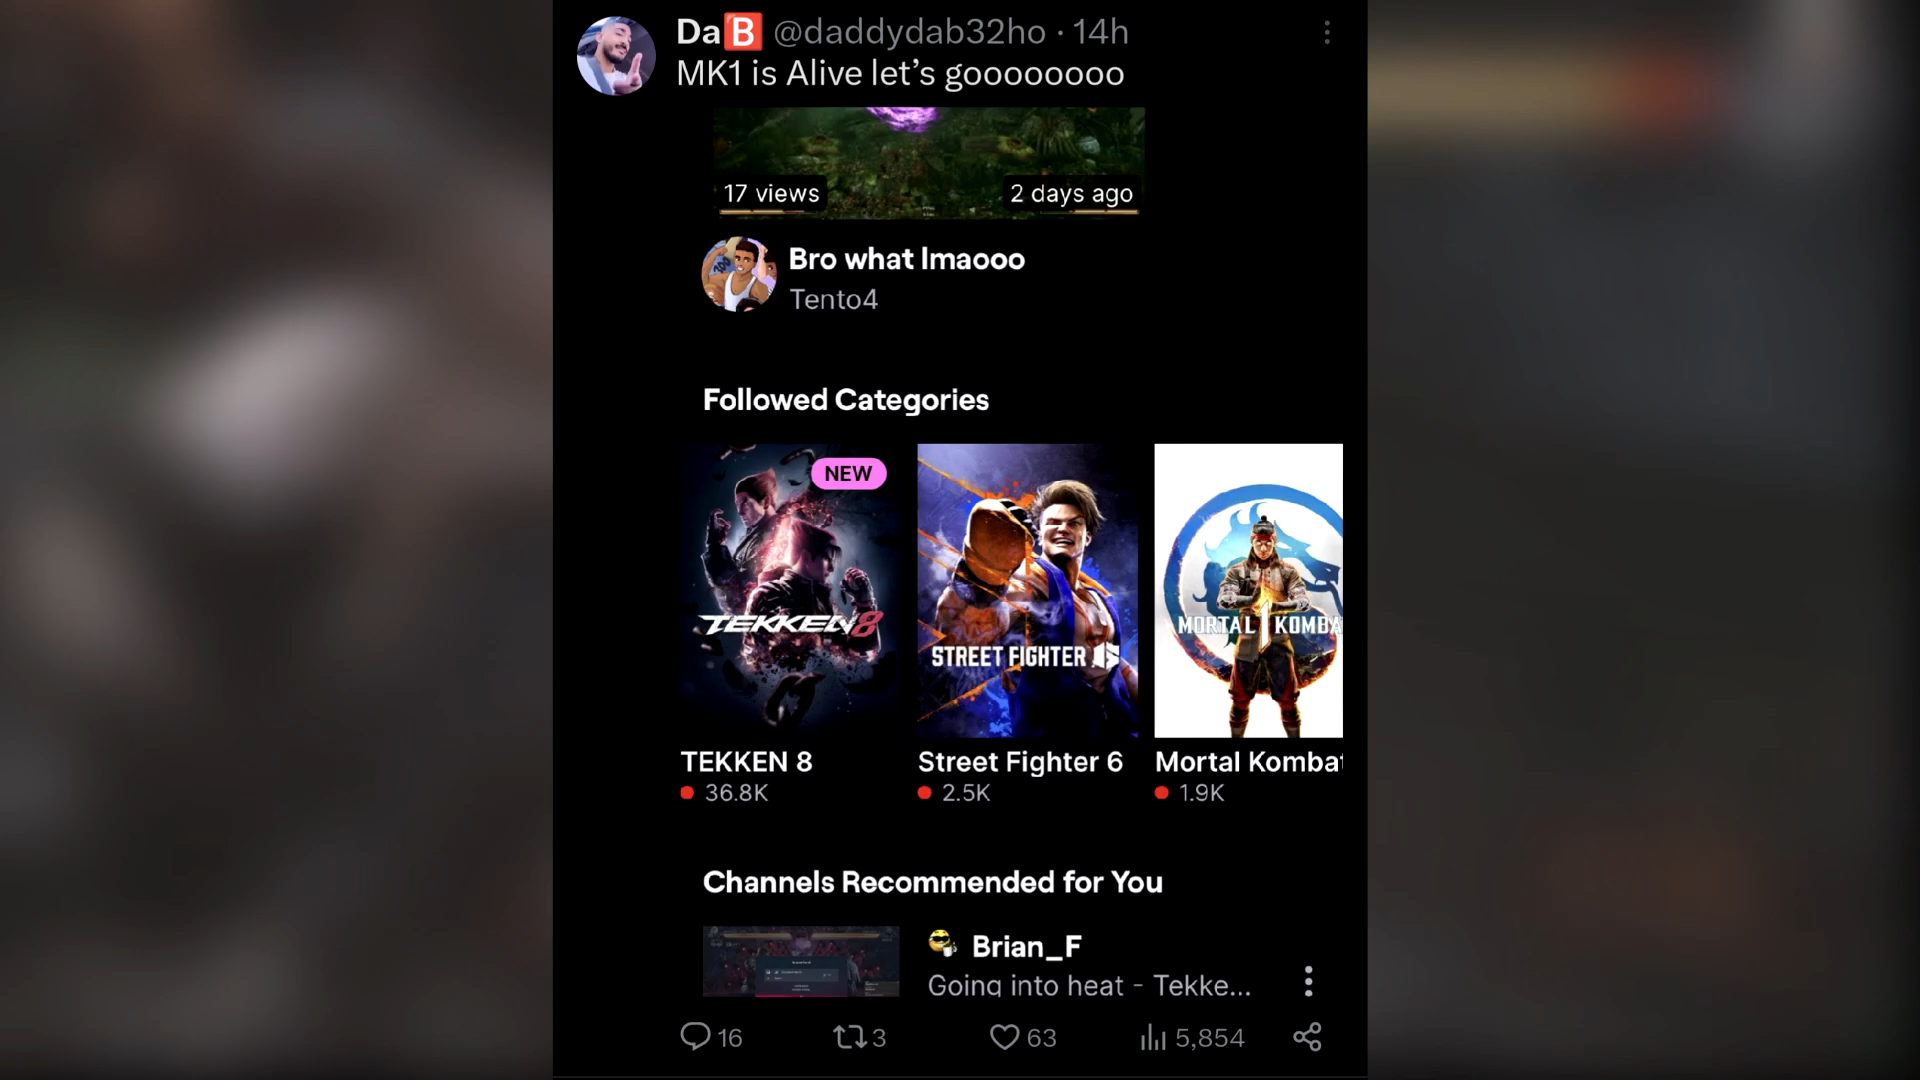 Da🅱️ @daddydab32ho · 14h
MK1 is Alive let’s goooooooo
17 views
2 days ago
Bro what lmaooo
Tento4
Followed Categories
NEW
TEKKEN 8
STREET FIGHTER 6
MORTAL KOMBA
1
TEKKEN 8
Street Fighter 6
Mortal Kombat
36.8K
2.5K
1.9K
Channels Recommended for You
Brian_F
Going into heat - Tekke...
16
3
63
5,854